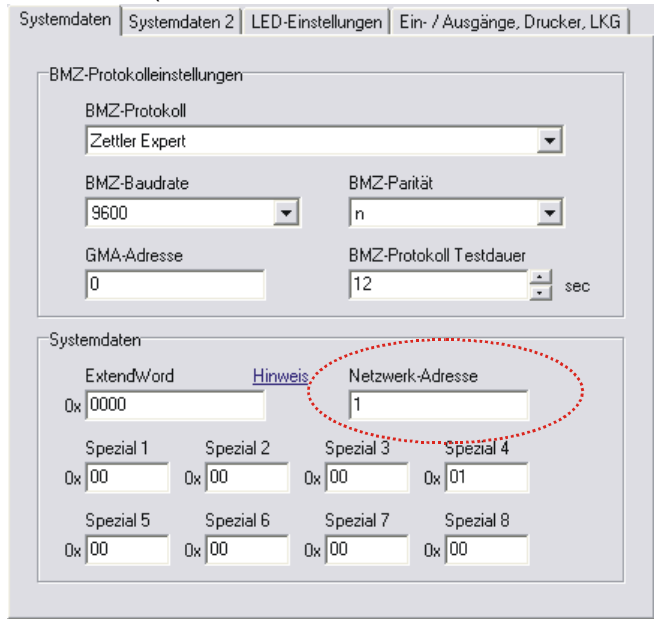 Systemdaten Systemdaten 2 LED-Einstellungen Ein- / Ausgänge, Drucker, LKG
BMZ-Protokolleinstellungen
BMZ-Protokoll
Zettler Expert
BMZ-Baudrate BMZ-Parität
9600 n
GMA-Adresse BMZ-Protokoll Testdauer
0 12 sec
Systemdaten
ExtendWord Hinweis Netzwerk-Adresse
0x 0000 1
Spezial 1 Spezial 2 Spezial 3 Spezial 4
0x 00 0x 00 0x 00 0x 01
Spezial 5 Spezial 6 Spezial 7 Spezial 8
0x 00 0x 00 0x 00 0x 00